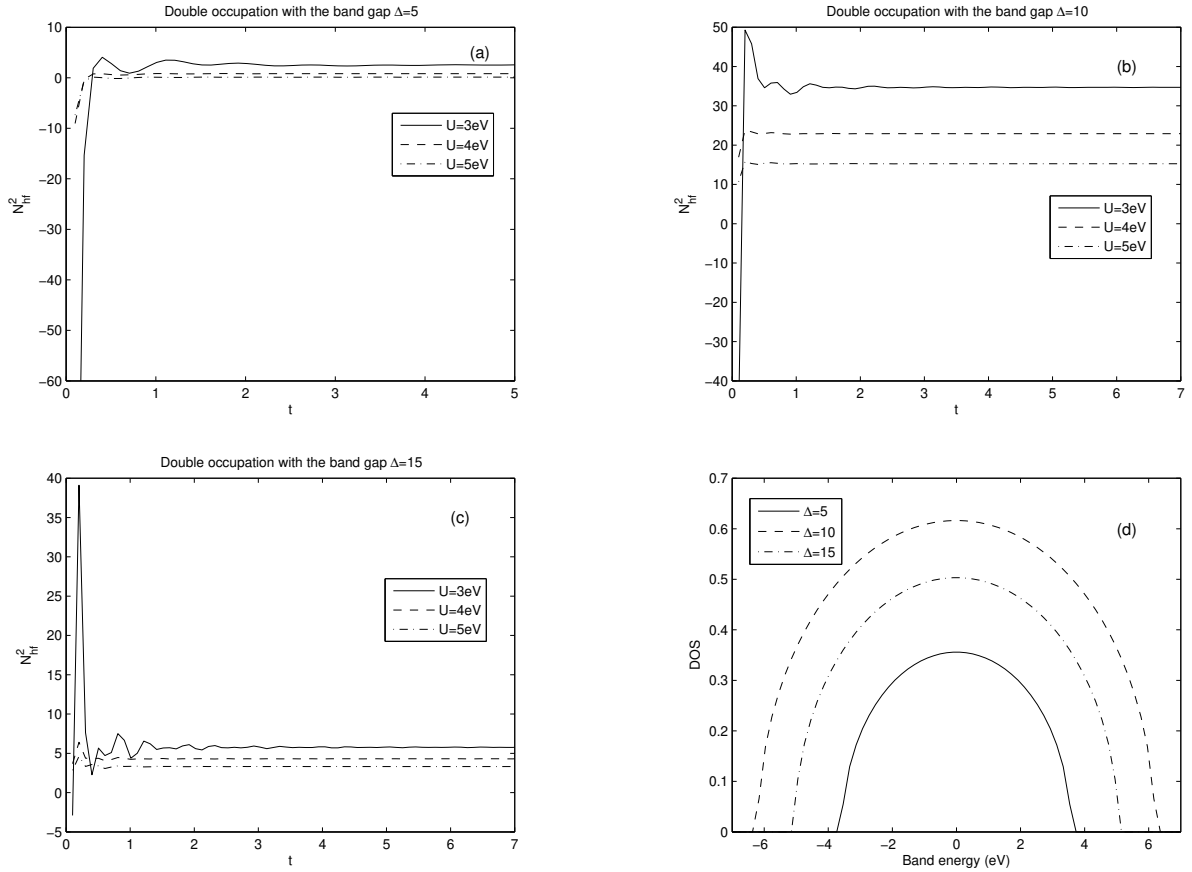 Double occupation with the band gap Δ=5
(a)
U=3eV
U=4eV
U=5eV
10
0
−10
−20
−30
−40
−50
−60
N²hf
0 1 2 3 4 5
t
Double occupation with the band gap Δ=10
(b)
U=3eV
U=4eV
U=5eV
50
40
30
20
10
0
−10
−20
−30
−40
N²hf
0 1 2 3 4 5 6 7
t
Double occupation with the band gap Δ=15
(c)
U=3eV
U=4eV
U=5eV
40
35
30
25
20
15
10
5
0
−5
N²hf
0 1 2 3 4 5 6 7
t
(d)
Δ=5
Δ=10
Δ=15
0.7
0.6
0.5
0.4
0.3
0.2
0.1
0
DOS
−6 −4 −2 0 2 4 6
Band energy (eV)